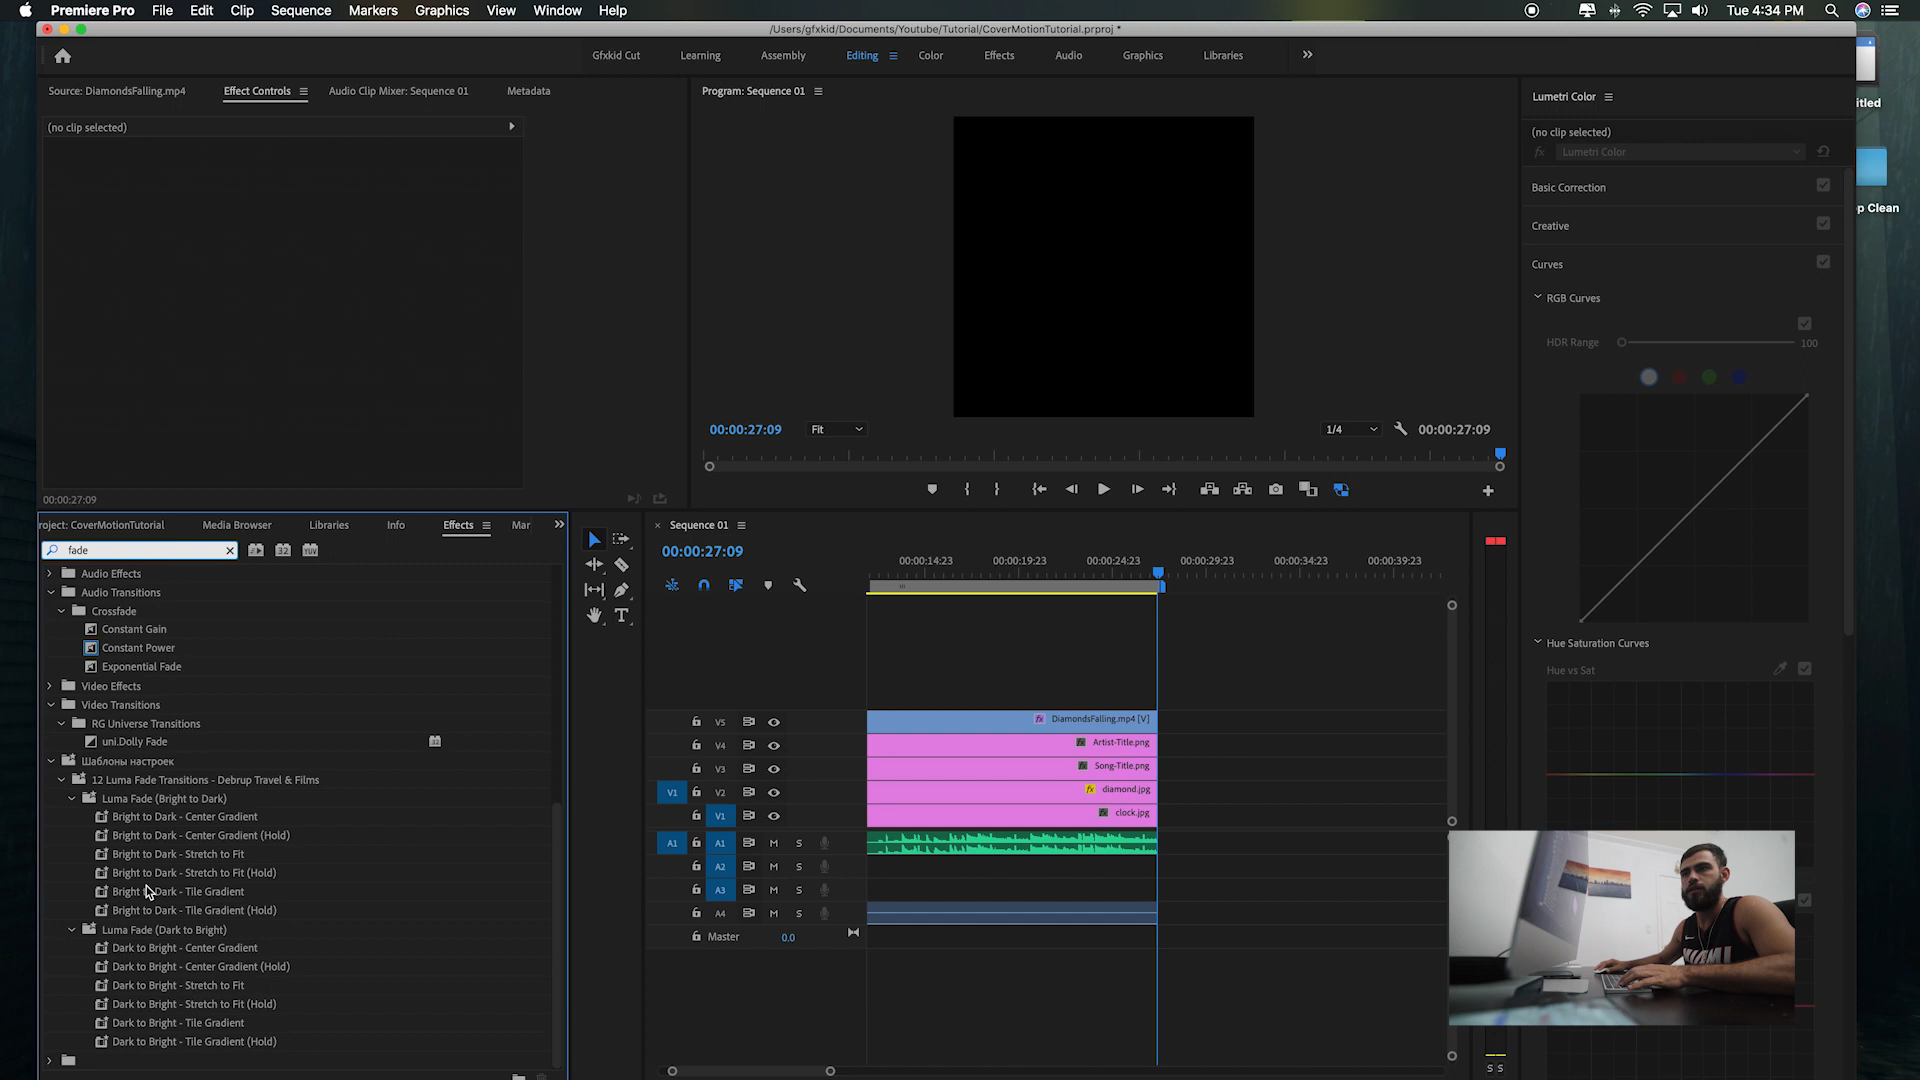 Premiere Pro File Edit Clip Sequence Markers Graphics View Window Help Tue 4:34 PM
/Users/gfxkid/Documents/Youtube/Tutorial/CoverMotionTutorial.prproj *
Gfxkid Cut Learning Assembly Editing Color Effects Audio Graphics Libraries
Source: DiamondsFalling.mp4 Effect Controls Audio Clip Mixer: Sequence 01 Metadata
Program: Sequence 01
Lumetri Color
(no clip selected)
(no clip selected)
fx Lumetri Color
Basic Correction
Creative
Curves
RGB Curves
HDR Range 100
00:00:27:09 Fit 1/4 00:00:27:09
00:00:27:09
Hue Saturation Curves
Hue vs Sat
itled
p Clean
roject: CoverMotionTutorial Media Browser Libraries Info Effects Mar
fade 32 YUV
Audio Effects
Audio Transitions
Crossfade
Constant Gain
Constant Power
Exponential Fade
Video Effects
Video Transitions
RG Universe Transitions
uni.Dolly Fade 32
Шаблоны настроек
12 Luma Fade Transitions - Debrup Travel & Films
Luma Fade (Bright to Dark)
Bright to Dark - Center Gradient
Bright to Dark - Center Gradient (Hold)
Bright to Dark - Stretch to Fit
Bright to Dark - Stretch to Fit (Hold)
Bright to Dark - Tile Gradient
Bright to Dark - Tile Gradient (Hold)
Luma Fade (Dark to Bright)
Dark to Bright - Center Gradient
Dark to Bright - Center Gradient (Hold)
Dark to Bright - Stretch to Fit
Dark to Bright - Stretch to Fit (Hold)
Dark to Bright - Tile Gradient
Dark to Bright - Tile Gradient (Hold)
T
Sequence 01
00:00:27:09
00:00:14:23 00:00:19:23 00:00:24:23 00:00:29:23 00:00:34:23 00:00:39:23
V5 fx DiamondsFalling.mp4 [V]
V4 fx Artist-Title.png
V3 fx Song-Title.png
V1 V2 fx diamond.jpg
V1 fx clock.jpg
A1 A1 M S
A2 M S
A3 M S
A4 M S
Master 0.0
S S
MIAMI